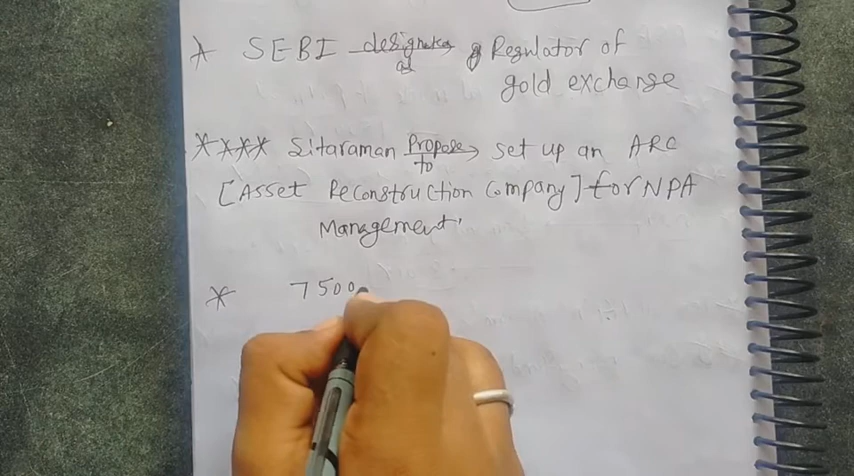 * SEBI designates as Regulator of
gold exchange
**** Sitaraman Propose to set up an ARC
[Asset Reconstruction Company] for NPA
Management.
* 7500